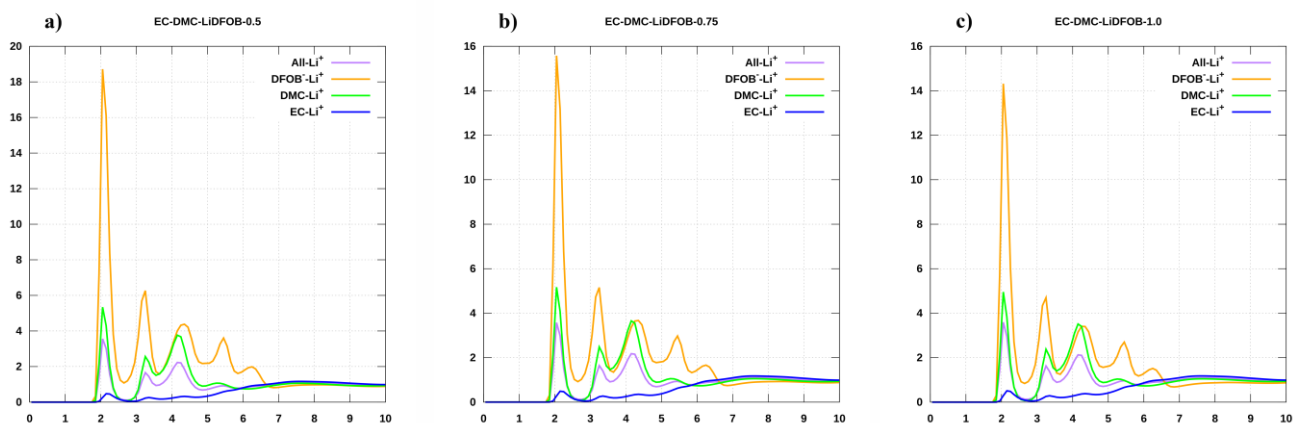 a)
EC-DMC-LiDFOB-0.5
20
18
16
14
12
10
8
6
4
2
0
0 1 2 3 4 5 6 7 8 9 10
All-Li⁺
DFOB⁻-Li⁺
DMC-Li⁺
EC-Li⁺
b)
EC-DMC-LiDFOB-0.75
16
14
12
10
8
6
4
2
0
0 1 2 3 4 5 6 7 8 9 10
All-Li⁺
DFOB⁻-Li⁺
DMC-Li⁺
EC-Li⁺
c)
EC-DMC-LiDFOB-1.0
16
14
12
10
8
6
4
2
0
0 1 2 3 4 5 6 7 8 9 10
All-Li⁺
DFOB⁻-Li⁺
DMC-Li⁺
EC-Li⁺